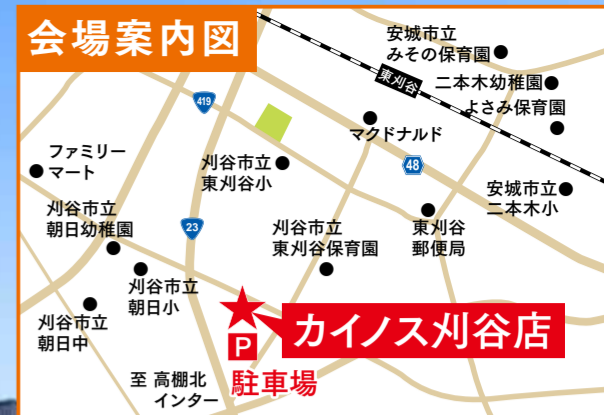 会場案内図
安城市立
みその保育園
東刈谷
二本木幼稚園
よさみ保育園
419
マクドナルド
48
ファミリー
マート
刈谷市立
東刈谷小
安城市立
二本木小
刈谷市立
朝日幼稚園
23
刈谷市立
東刈谷保育園
東刈谷
郵便局
刈谷市立
朝日小
刈谷市立
朝日中
カイノス刈谷店
P
駐車場
至 高棚北
インター